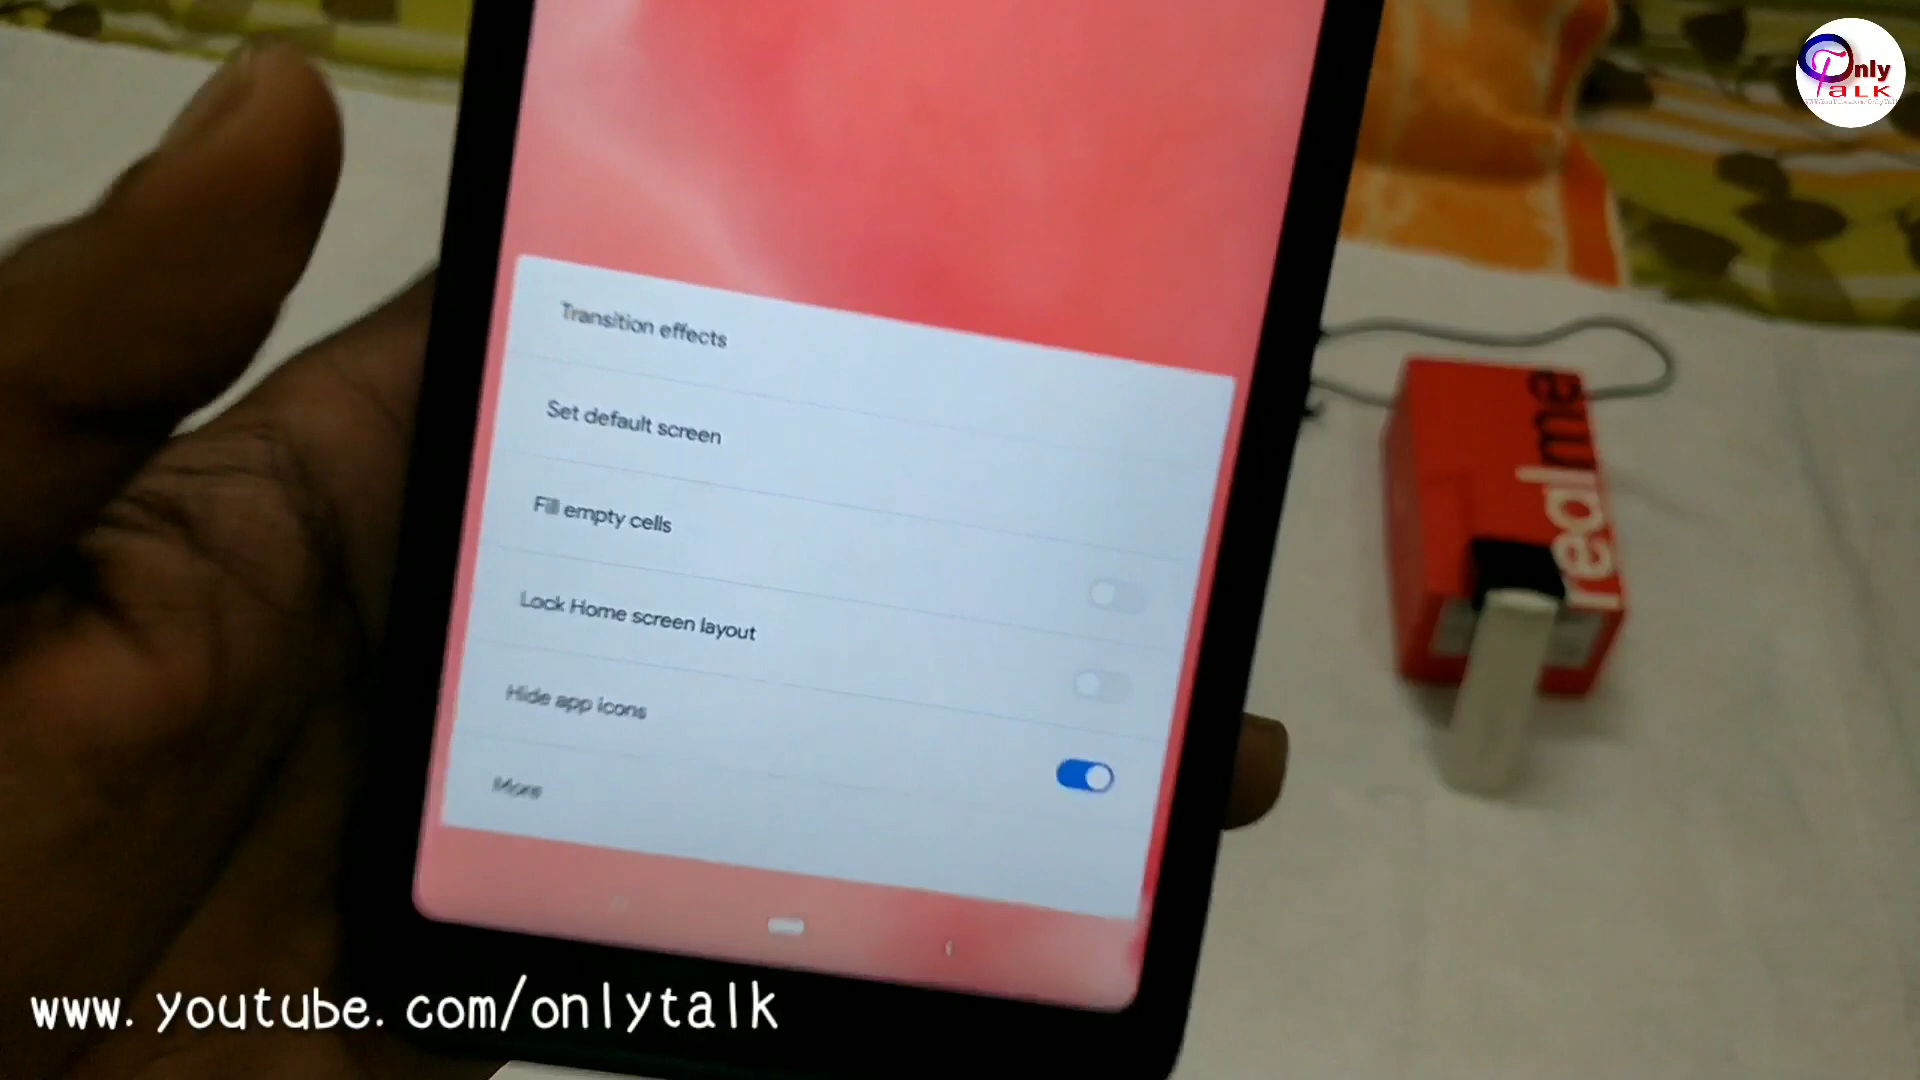 Only
TALK
Transition effects
Set default screen
Fill empty cells
Lock Home screen layout
Hide app icons
More
realme
www.youtube.com/onlytalk